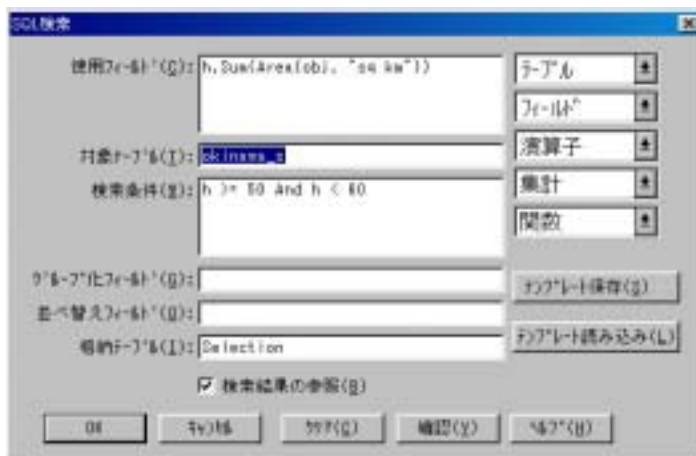 SQL検索
使用フィールド(C):
h,Sum(Area(obj, "sq km"))
テーブル
フィールド
対象テーブル(T):
okinawa_s
演算子
検索条件(W):
h >= 50 And h < 60
集計
関数
グループ化フィールド(G):
テンプレート保存(S)
並べ替えフィールド(O):
格納テーブル(I):
Selection
テンプレート読み込み(L)
検索結果の参照(B)
OK
キャンセル
クリア(C)
確認(Y)
ヘルプ(H)